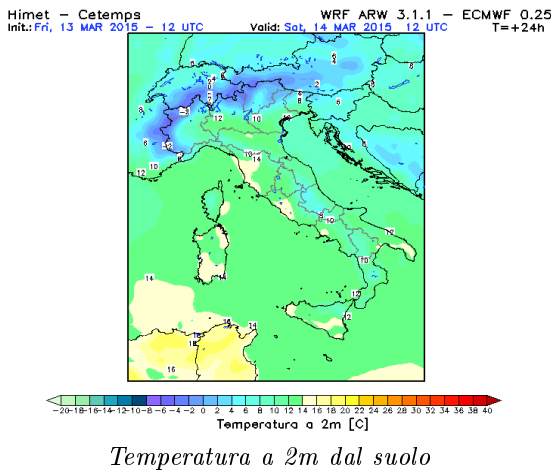 Himet – Cetemps WRF ARW 3.1.1 – ECMWF 0.25
Init.: Fri, 13 MAR 2015 – 12 UTC Valid: Sat, 14 MAR 2015 12 UTC T=+24h
-20 -18 -16 -14 -12 -10 -8 -6 -4 -2 0 2 4 6 8 10 12 14 16 18 20 22 24 26 28 30 32 34 36 38 40
Temperatura a 2m [C]
Temperatura a 2m dal suolo